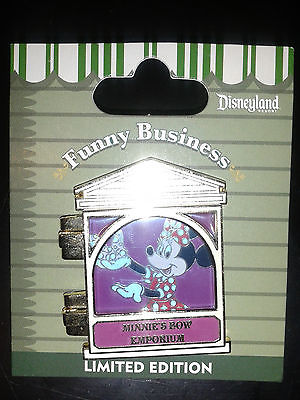 Disneyland
RESORT
Funny Business
MINNIE'S BOW
EMPORIUM
LIMITED EDITION